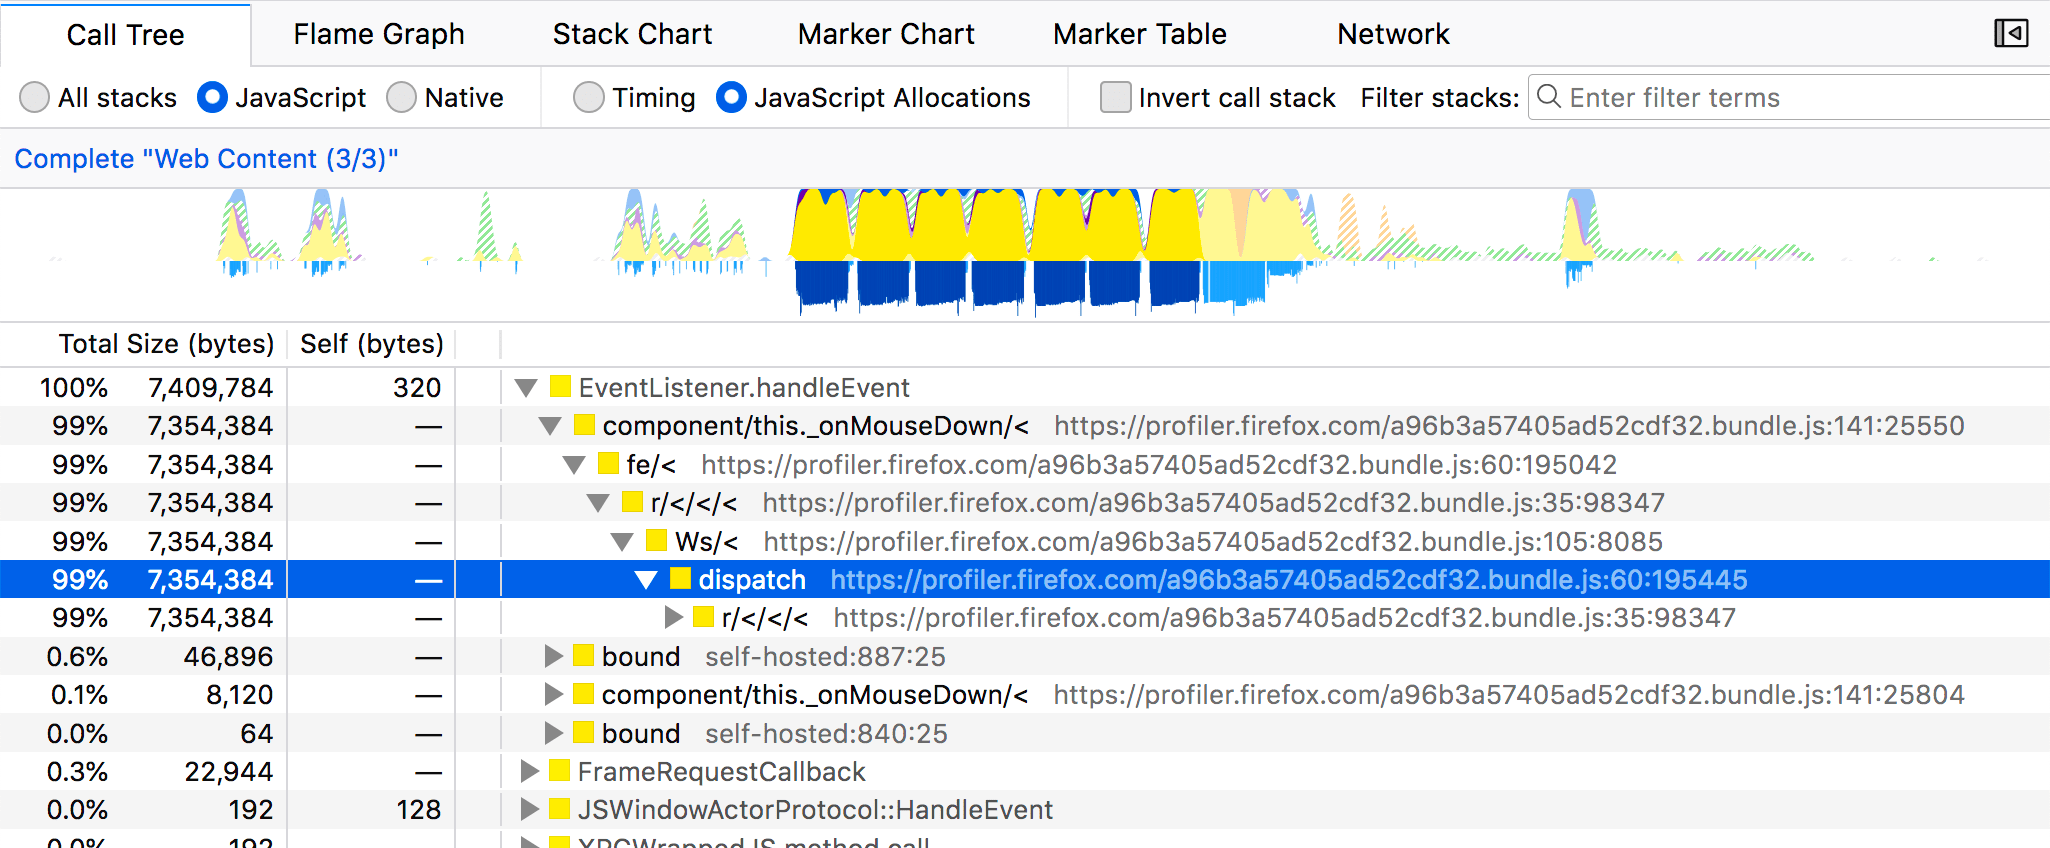 Call Tree Flame Graph Stack Chart Marker Chart Marker Table Network
All stacks JavaScript Native Timing JavaScript Allocations Invert call stack Filter stacks: Enter filter terms
Complete "Web Content (3/3)"
Total Size (bytes) Self (bytes)
100% 7,409,784 320 EventListener.handleEvent
99% 7,354,384 — component/this._onMouseDown/< https://profiler.firefox.com/a96b3a57405ad52cdf32.bundle.js:141:25550
99% 7,354,384 — fe/< https://profiler.firefox.com/a96b3a57405ad52cdf32.bundle.js:60:195042
99% 7,354,384 — r/</</< https://profiler.firefox.com/a96b3a57405ad52cdf32.bundle.js:35:98347
99% 7,354,384 — Ws/< https://profiler.firefox.com/a96b3a57405ad52cdf32.bundle.js:105:8085
99% 7,354,384 — dispatch https://profiler.firefox.com/a96b3a57405ad52cdf32.bundle.js:60:195445
99% 7,354,384 — r/</</< https://profiler.firefox.com/a96b3a57405ad52cdf32.bundle.js:35:98347
0.6% 46,896 — bound self-hosted:887:25
0.1% 8,120 — component/this._onMouseDown/< https://profiler.firefox.com/a96b3a57405ad52cdf32.bundle.js:141:25804
0.0% 64 — bound self-hosted:840:25
0.3% 22,944 — FrameRequestCallback
0.0% 192 128 JSWindowActorProtocol::HandleEvent
0.0% 192 XPCWrappedJS method call